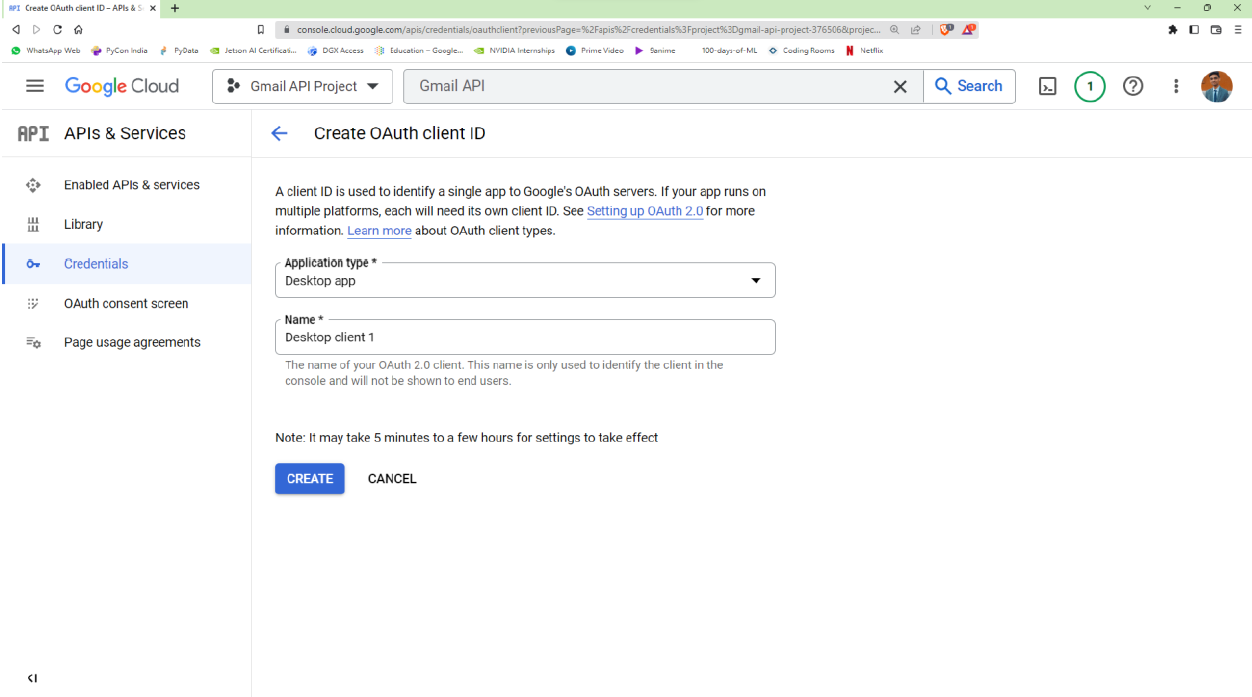 API Create OAuth client ID – APIs & S
console.cloud.google.com/apis/credentials/oauthclient?previousPage=%2Fapis%2Fcredentials%3Fproject%3Dgmail-api-project-376506&projec...
WhatsApp Web PyCon India PyData Jetson AI Certificati... DGX Access Education – Google... NVIDIA Internships Prime Video 9anime 100-days-of-ML Coding Rooms Netflix
Google Cloud Gmail API Project Gmail API Search 1
API APIs & Services
Create OAuth client ID
Enabled APIs & services
Library
Credentials
OAuth consent screen
Page usage agreements
A client ID is used to identify a single app to Google's OAuth servers. If your app runs on
multiple platforms, each will need its own client ID. See Setting up OAuth 2.0 for more
information. Learn more about OAuth client types.
Application type *
Desktop app
Name *
Desktop client 1
The name of your OAuth 2.0 client. This name is only used to identify the client in the
console and will not be shown to end users.
Note: It may take 5 minutes to a few hours for settings to take effect
CREATE CANCEL